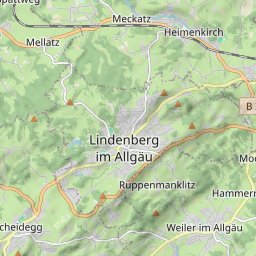 Meckatz
Heimenkirch
Mellatz
B
Lindenberg
im Allgäu
Ruppenmanklitz
Weiler im Allgäu